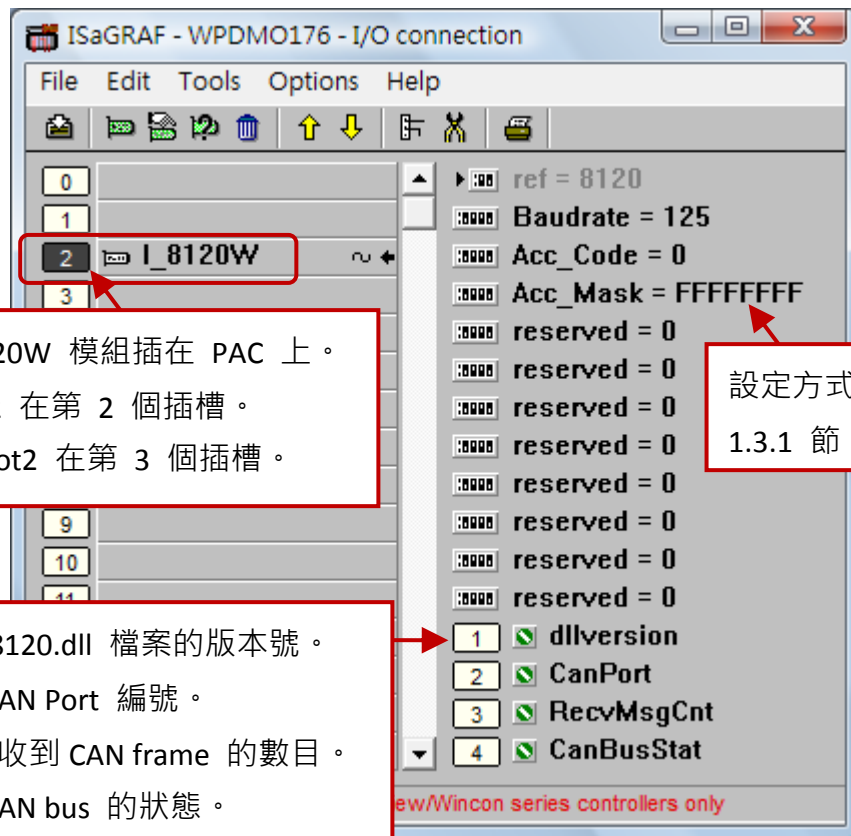 ISaGRAF - WPDMO176 - I/O connection
File Edit Tools Options Help
0
1
2 I_8120W
3
9
10
11
ref = 8120
Baudrate = 125
Acc_Code = 0
Acc_Mask = FFFFFFFF
reserved = 0
reserved = 0
reserved = 0
reserved = 0
reserved = 0
reserved = 0
reserved = 0
reserved = 0
1 dllversion
2 CanPort
3 RecvMsgCnt
4 CanBusStat
20W 模組插在 PAC 上。
在第 2 個插槽。
ot2 在第 3 個插槽。
設定方式
1.3.1 節
8120.dll 檔案的版本號。
AN Port 編號。
收到 CAN frame 的數目。
AN bus 的狀態。
ew/Wincon series controllers only